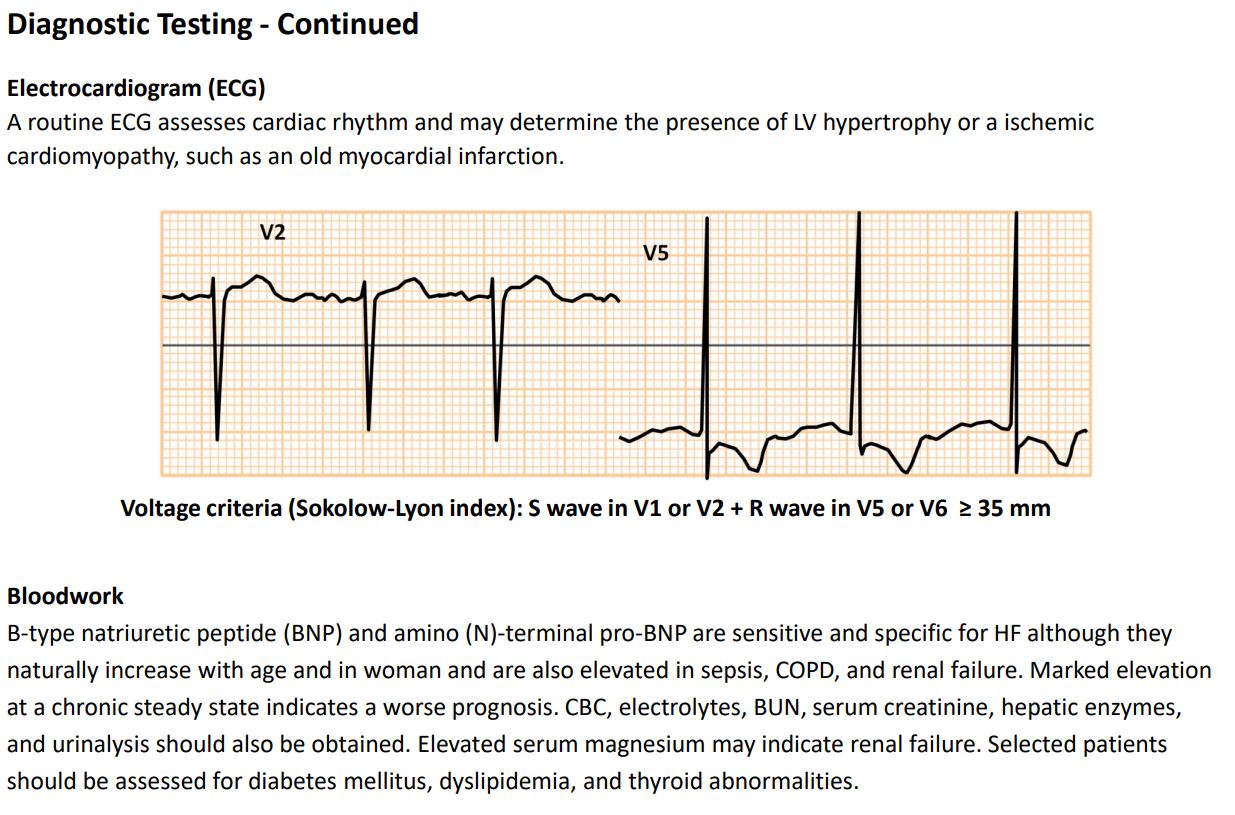 Diagnostic Testing - Continued
Electrocardiogram (ECG)
A routine ECG assesses cardiac rhythm and may determine the presence of LV hypertrophy or a ischemic
cardiomyopathy, such as an old myocardial infarction.
V2
V5
Voltage criteria (Sokolow-Lyon index): S wave in V1 or V2 + R wave in V5 or V6 ≥ 35 mm
Bloodwork
B-type natriuretic peptide (BNP) and amino (N)-terminal pro-BNP are sensitive and specific for HF although they
naturally increase with age and in woman and are also elevated in sepsis, COPD, and renal failure. Marked elevation
at a chronic steady state indicates a worse prognosis. CBC, electrolytes, BUN, serum creatinine, hepatic enzymes,
and urinalysis should also be obtained. Elevated serum magnesium may indicate renal failure. Selected patients
should be assessed for diabetes mellitus, dyslipidemia, and thyroid abnormalities.